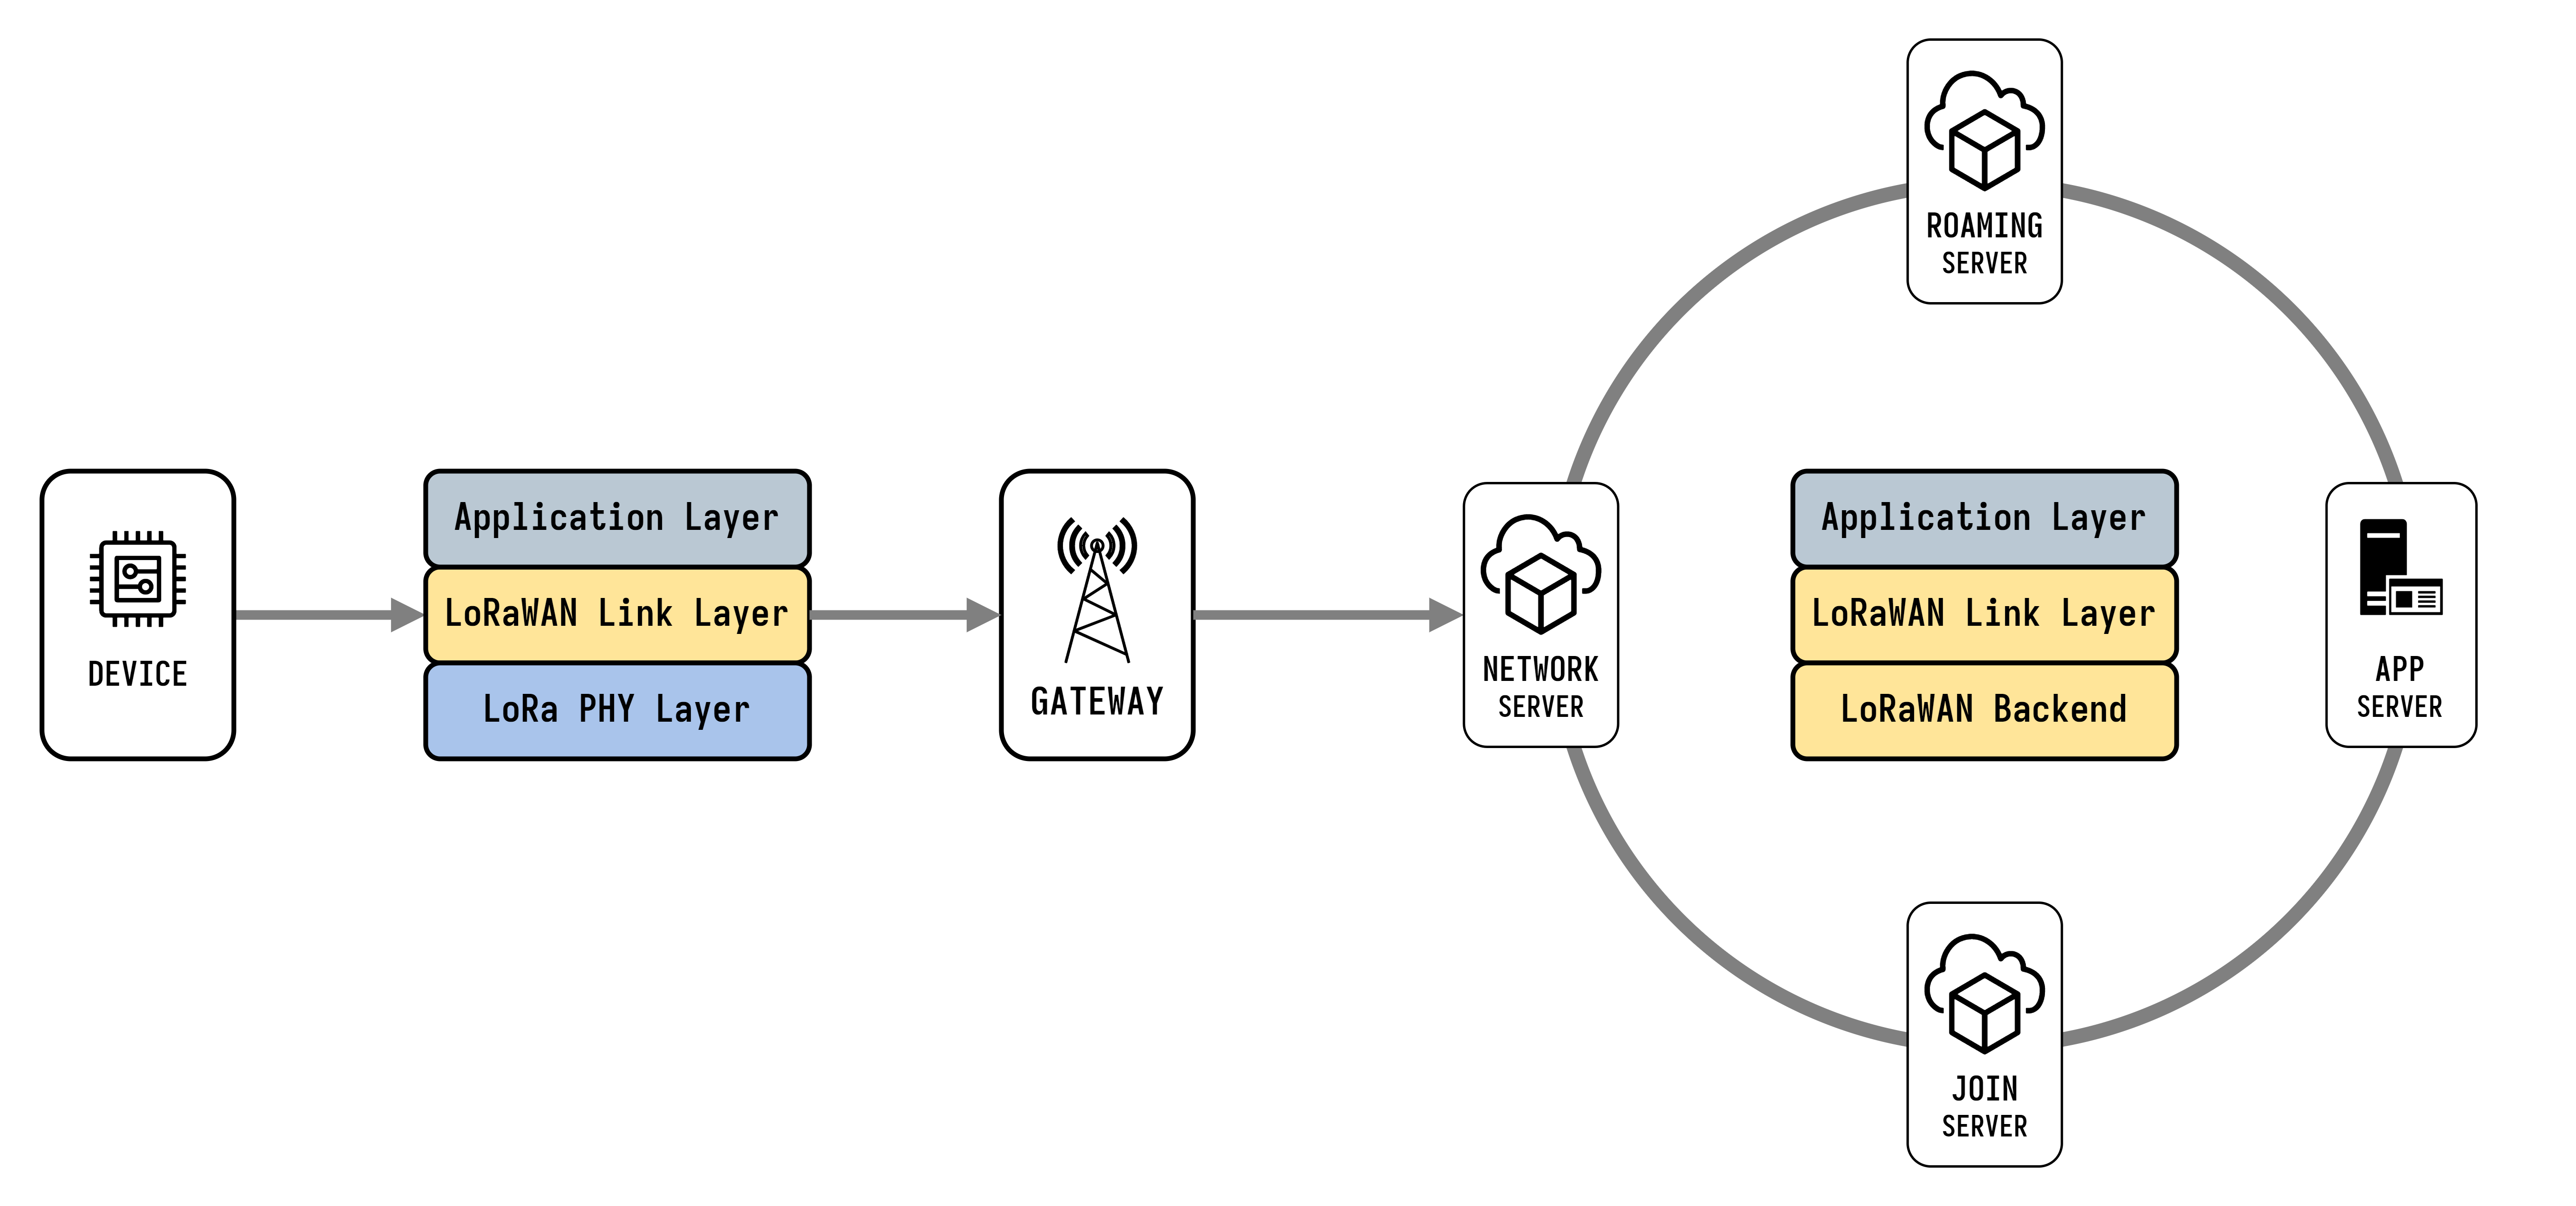 DEVICE
Application Layer
LoRaWAN Link Layer
LoRa PHY Layer
GATEWAY
NETWORK
SERVER
ROAMING
SERVER
Application Layer
LoRaWAN Link Layer
LoRaWAN Backend
APP
SERVER
JOIN
SERVER